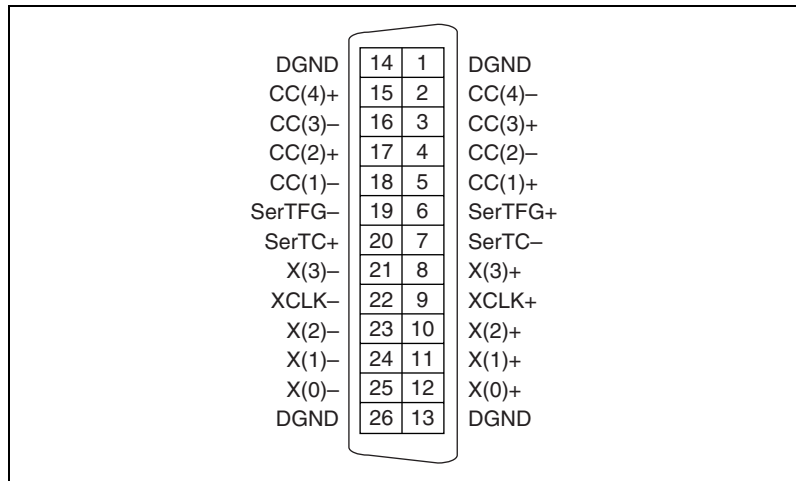 DGND 14 1 DGND
CC(4)+ 15 2 CC(4)–
CC(3)– 16 3 CC(3)+
CC(2)+ 17 4 CC(2)–
CC(1)– 18 5 CC(1)+
SerTFG– 19 6 SerTFG+
SerTC+ 20 7 SerTC–
X(3)– 21 8 X(3)+
XCLK– 22 9 XCLK+
X(2)– 23 10 X(2)+
X(1)– 24 11 X(1)+
X(0)– 25 12 X(0)+
DGND 26 13 DGND